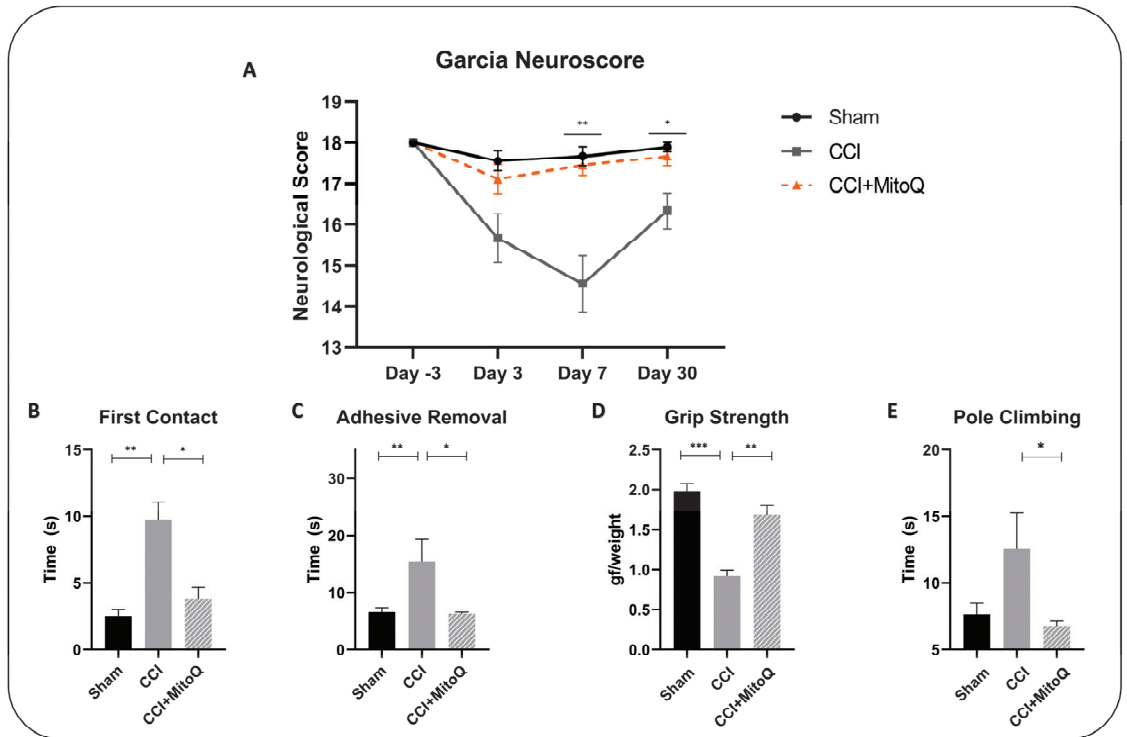 A
Garcia Neuroscore
Neurological Score
19
18
17
16
15
14
13
**
*
Day -3
Day 3
Day 7
Day 30
Sham
CCI
CCI+MitoQ
B
First Contact
Time (s)
15
10
5
0
**
*
Sham
CCI
CCI+MitoQ
C
Adhesive Removal
Time (s)
30
20
10
0
**
*
Sham
CCI
CCI+MitoQ
D
Grip Strength
gf/weight
2.5
2.0
1.5
1.0
0.5
0.0
***
**
Sham
CCI
CCI+MitoQ
E
Pole Climbing
Time (s)
20
15
10
5
*
Sham
CCI
CCI+MitoQ